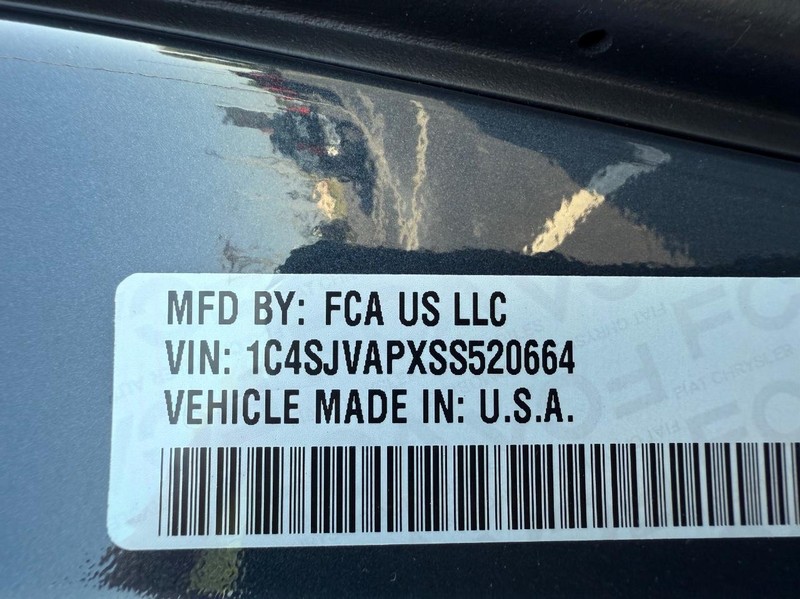 MFD BY: FCA US LLC
VIN: 1C4SJVAPXSS520664
VEHICLE MADE IN: U.S.A.